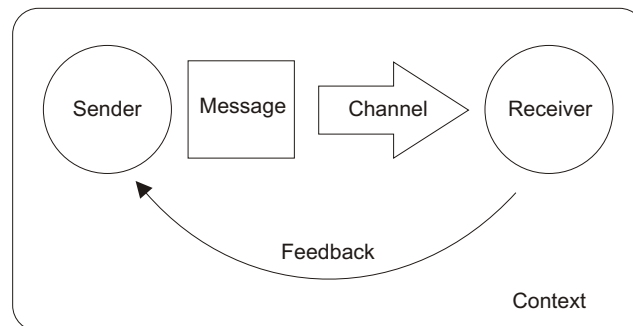 Sender
Message
Channel
Receiver
Feedback
Context